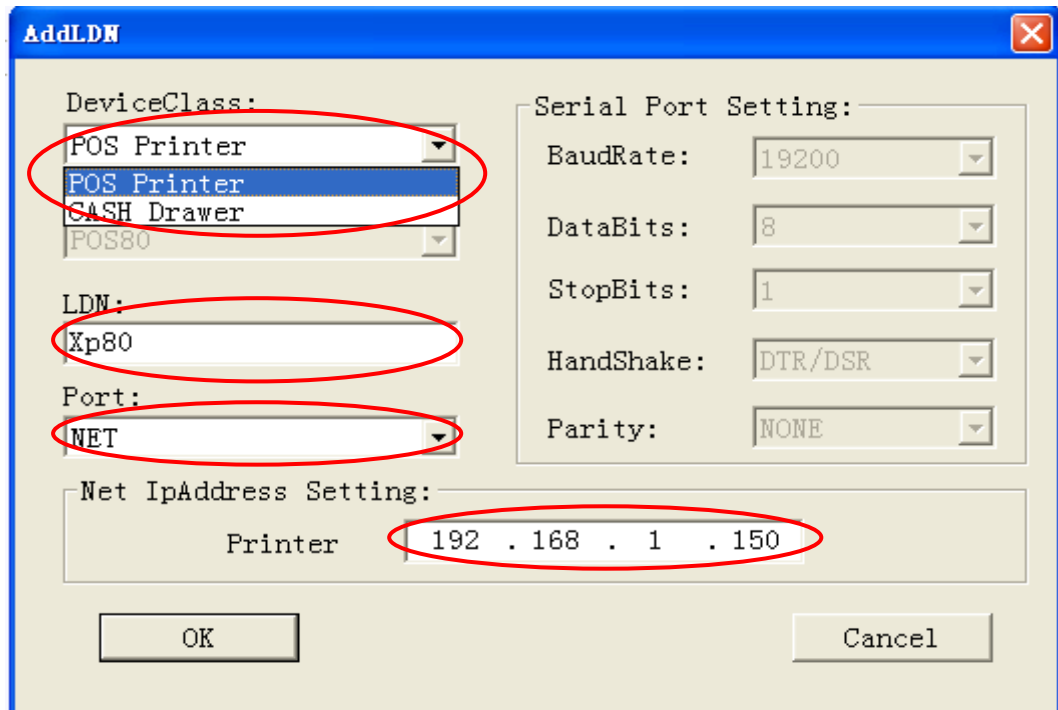 AddLDN
DeviceClass:
POS Printer
POS Printer
CASH Drawer
POS80
LDN:
Xp80
Port:
NET
Serial Port Setting:
BaudRate: 19200
DataBits: 8
StopBits: 1
HandShake: DTR/DSR
Parity: NONE
Net IpAddress Setting:
Printer 192 . 168 . 1 . 150
OK
Cancel